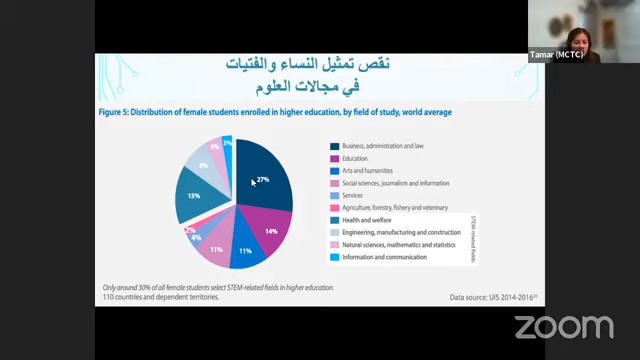 Tamar (MCTC)
نقص تمثيل النساء والفتيات
في مجالات العلوم
Figure 5: Distribution of female students enrolled in higher education, by field of study, world average
27%
14%
11%
11%
4%
2%
15%
8%
5%
3%
Business, administration and law
Education
Arts and humanities
Social sciences, journalism and information
Services
Agriculture, forestry, fishery and veterinary
Health and welfare
Engineering, manufacturing and construction
Natural sciences, mathematics and statistics
Information and communication
STEM-related fields
Only around 30% of all female students select STEM-related fields in higher education.
110 countries and dependent territories.
Data source: UIS 2014-2016
zoom